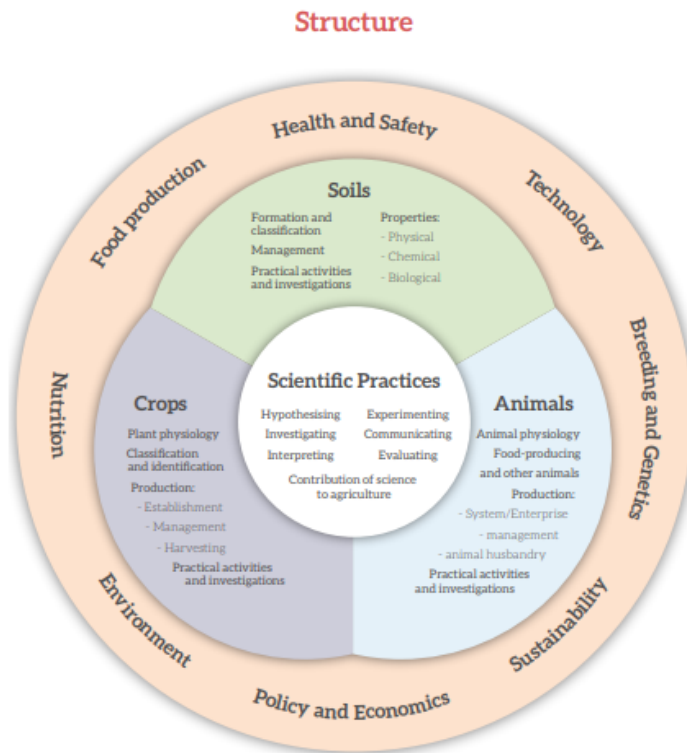 Structure
Health and Safety
Food production
Technology
Nutrition
Breeding and Genetics
Environment
Sustainability
Policy and Economics
Soils
Formation and
classification
Management
Practical activities
and investigations
Properties:
- Physical
- Chemical
- Biological
Scientific Practices
Hypothesising
Experimenting
Investigating
Communicating
Interpreting
Evaluating
Contribution of science
to agriculture
Crops
Plant physiology
Classification
and identification
Production:
- Establishment
- Management
- Harvesting
Practical activities
and investigations
Animals
Animal physiology
Food-producing
and other animals
Production:
- System/Enterprise
- management
- animal husbandry
Practical activities
and investigations